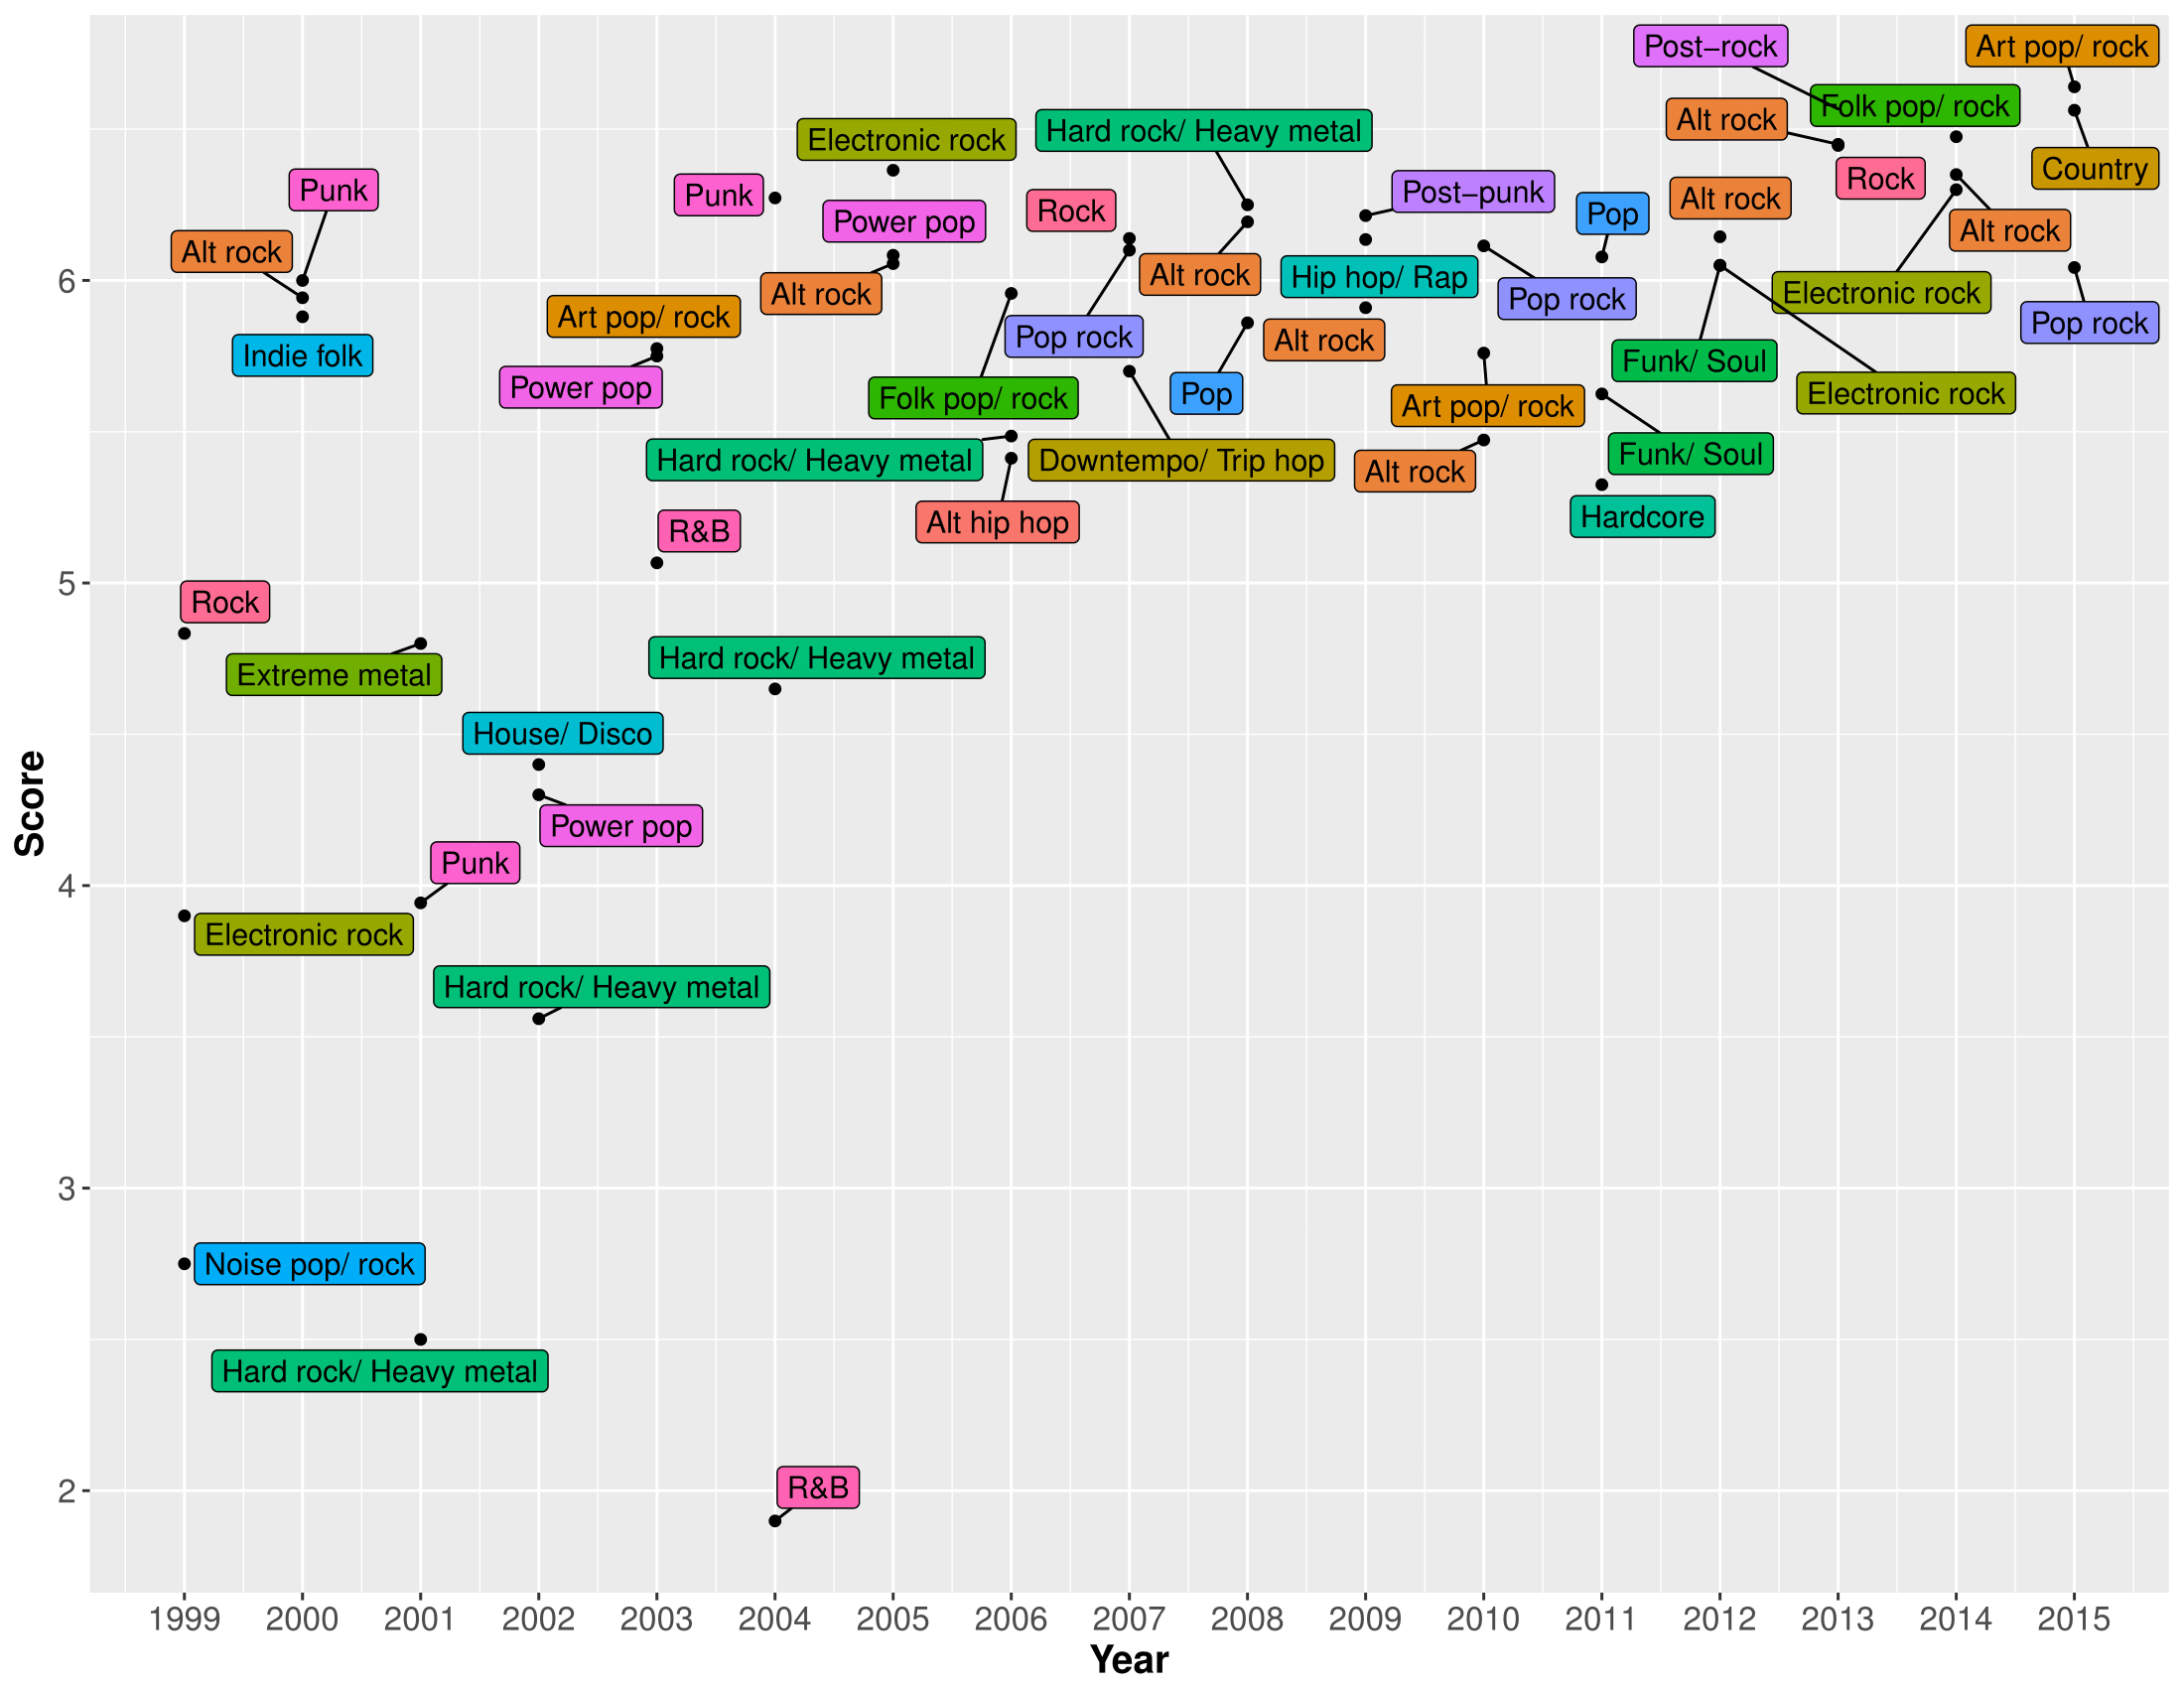 Post−rock
Art pop/ rock
Folk pop/ rock
Alt rock
Hard rock/ Heavy metal
Electronic rock
Country
Rock
Punk
Punk
Post−punk
Alt rock
Rock
Pop
Power pop
Alt rock
Alt rock
Alt rock
Hip hop/ Rap
6
Alt rock
Electronic rock
Pop rock
Art pop/ rock
Pop rock
Pop rock
Alt rock
Indie folk
Funk/ Soul
Power pop
Pop
Electronic rock
Folk pop/ rock
Art pop/ rock
Funk/ Soul
Hard rock/ Heavy metal
Downtempo/ Trip hop
Alt rock
Hardcore
Alt hip hop
R&B
5
Rock
Hard rock/ Heavy metal
Extreme metal
House/ Disco
Score
Power pop
Punk
4
Electronic rock
Hard rock/ Heavy metal
3
Noise pop/ rock
Hard rock/ Heavy metal
R&B
2
1999 2000 2001 2002 2003 2004 2005 2006 2007 2008 2009 2010 2011 2012 2013 2014 2015
Year